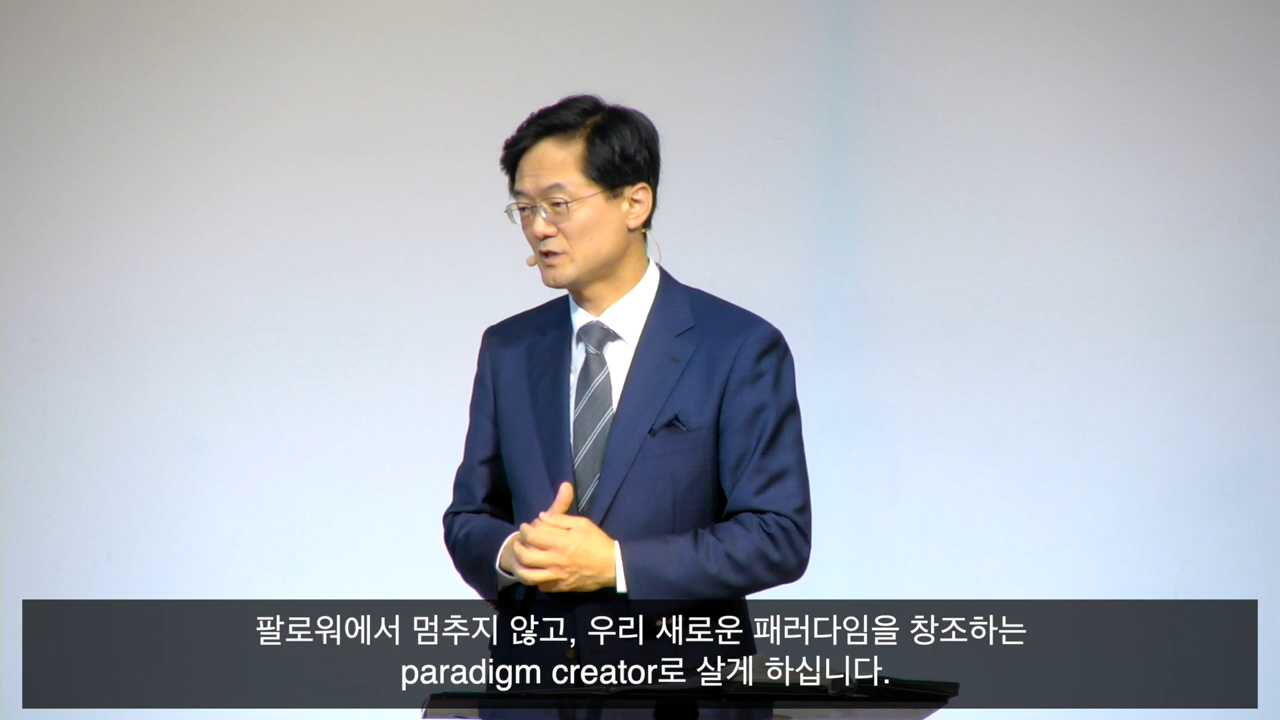 팔로워에서 멈추지 않고, 우리 새로운 패러다임을 창조하는
paradigm creator로 살게 하십니다.